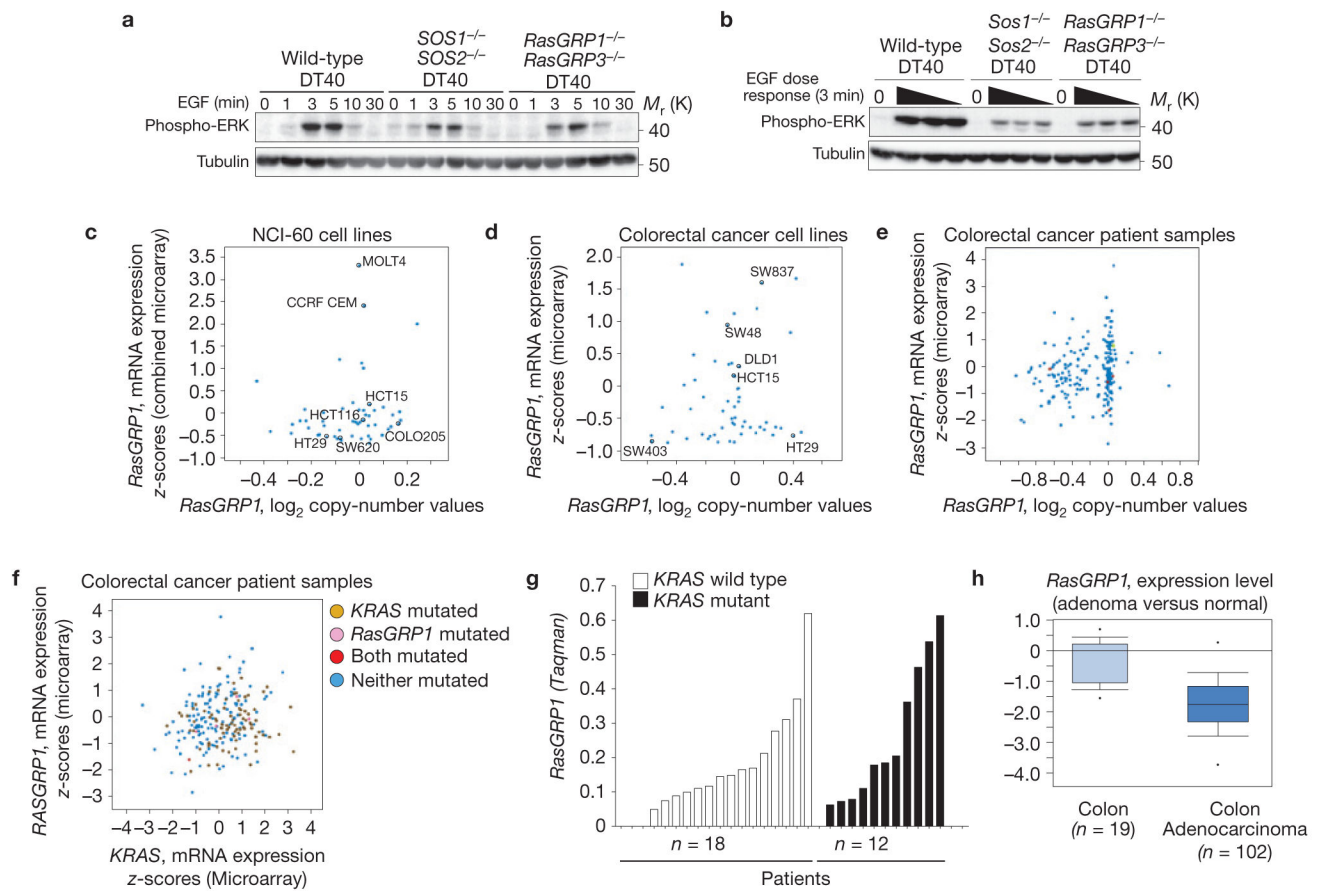 a
Wild-type
DT40
SOS1–/–
SOS2–/–
DT40
RasGRP1–/–
RasGRP3–/–
DT40
EGF (min) 0 1 3 5 10 30 0 1 3 5 10 30 0 1 3 5 10 30 Mr (K)
Phospho-ERK 40
Tubulin 50
b
Wild-type
DT40
Sos1–/–
Sos2–/–
DT40
RasGRP1–/–
RasGRP3–/–
DT40
EGF dose
response (3 min) 0 0 0 Mr (K)
Phospho-ERK 40
Tubulin 50
c
NCI-60 cell lines
RasGRP1, mRNA expression
z-scores (combined microarray)
3.5
3.0
2.5
2.0
1.5
1.0
0.5
0
–0.5
–1.0
MOLT4
CCRF CEM
HCT15
HCT116
COLO205
HT29
SW620
–0.4 –0.2 0 0.2
RasGRP1, log2 copy-number values
d
Colorectal cancer cell lines
RasGRP1, mRNA expression
z-scores (microarray)
2.0
1.5
1.0
0.5
0
–0.5
–1.0
SW837
SW48
DLD1
HCT15
SW403
HT29
–0.4 0 0.4
RasGRP1, log2 copy-number values
e
Colorectal cancer patient samples
RasGRP1, mRNA expression
z-scores (microarray)
4
3
2
1
0
–1
–2
–3
–0.8 –0.4 0 0.4 0.8
RasGRP1, log2 copy-number values
f
Colorectal cancer patient samples
RASGRP1, mRNA expression
z-scores (microarray)
4
3
2
1
0
–1
–2
–3
–4 –3 –2 –1 0 1 2 3 4
KRAS, mRNA expression
z-scores (Microarray)
KRAS mutated
RasGRP1 mutated
Both mutated
Neither mutated
g
RasGRP1 (Taqman)
0.7
0.6
0.5
0.4
0.3
0.2
0.1
0
KRAS wild type
KRAS mutant
n = 18 n = 12
Patients
h
RasGRP1, expression level
(adenoma versus normal)
1.0
0
–1.0
–2.0
–3.0
–4.0
Colon
(n = 19)
Colon
Adenocarcinoma
(n = 102)